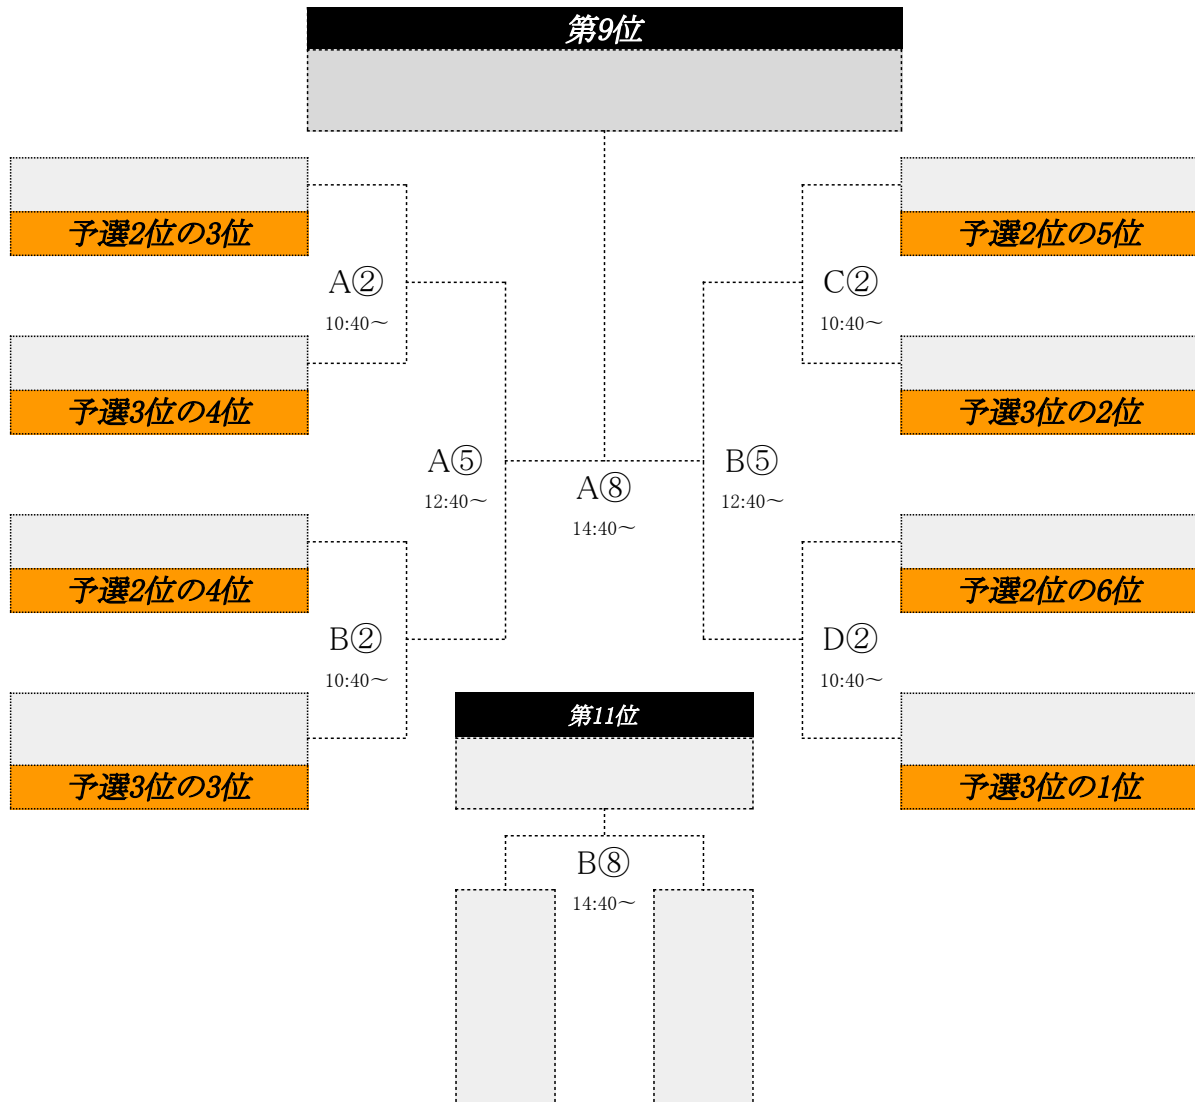 第9位
予選2位の3位
予選2位の5位
A②
10:40～
C②
10:40～
予選3位の4位
予選3位の2位
A⑤
12:40～
A⑧
14:40～
B⑤
12:40～
予選2位の4位
予選2位の6位
B②
10:40～
D②
10:40～
第11位
予選3位の3位
予選3位の1位
B⑧
14:40～